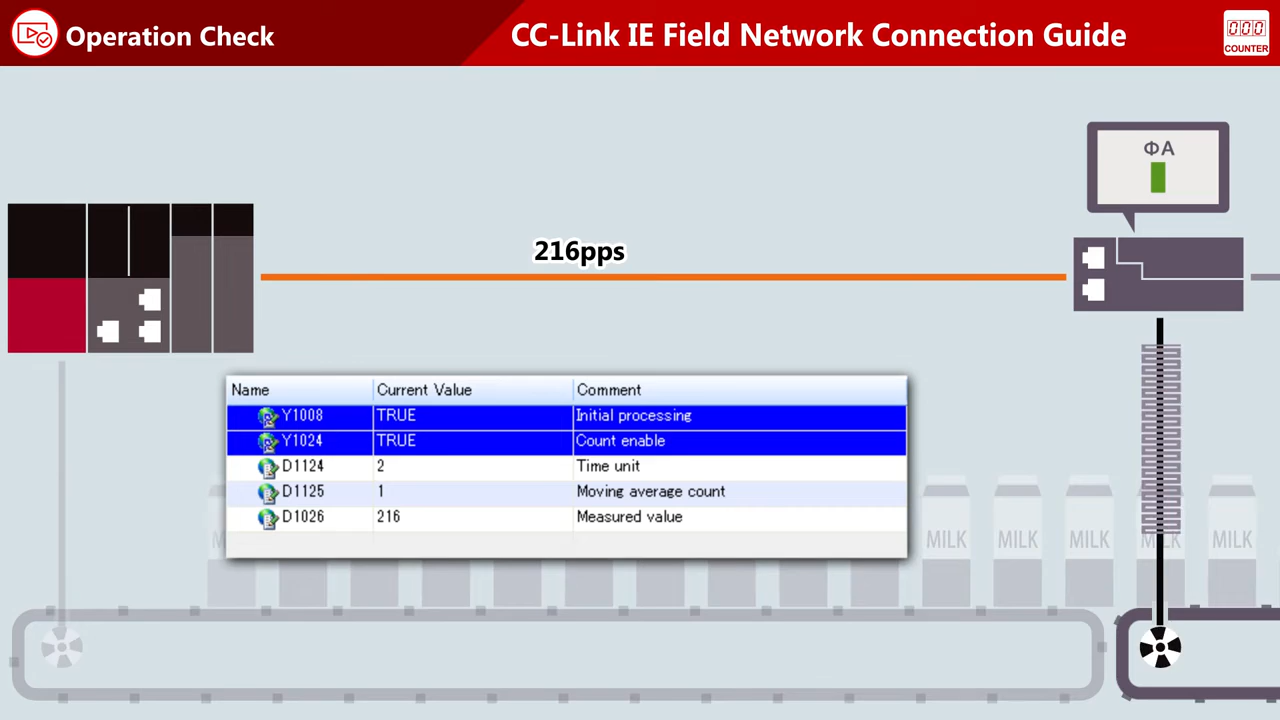 Operation Check
CC-Link IE Field Network Connection Guide
000
COUNTER
ΦA
216pps
Name Current Value Comment
Y1008 TRUE Initial processing
Y1024 TRUE Count enable
D1124 2 Time unit
D1125 1 Moving average count
D1026 216 Measured value
MILK MILK MILK MILK MILK